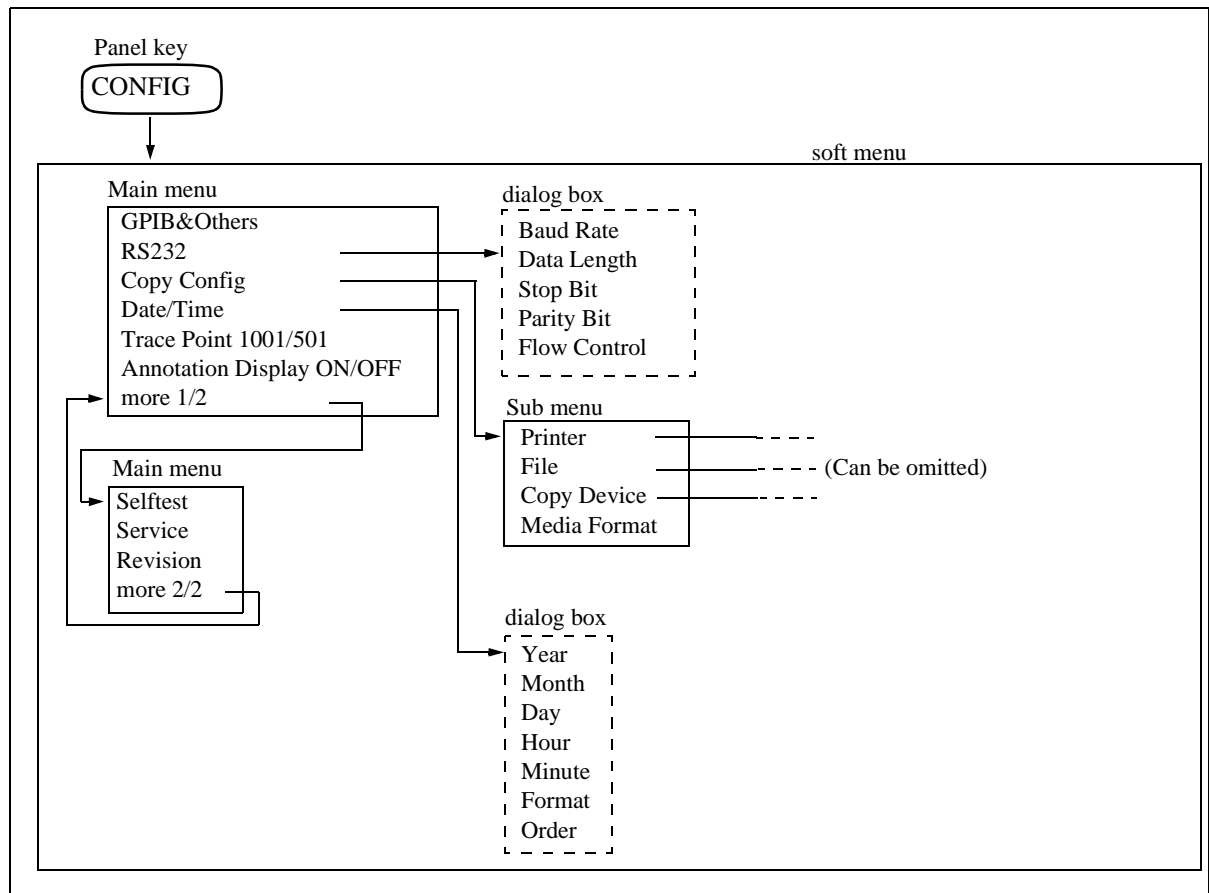 Panel key
CONFIG
soft menu
Main menu
GPIB&Others
RS232
Copy Config
Date/Time
Trace Point 1001/501
Annotation Display ON/OFF
more 1/2
Main menu
Selftest
Service
Revision
more 2/2
dialog box
Baud Rate
Data Length
Stop Bit
Parity Bit
Flow Control
Sub menu
Printer
File
(Can be omitted)
Copy Device
Media Format
dialog box
Year
Month
Day
Hour
Minute
Format
Order